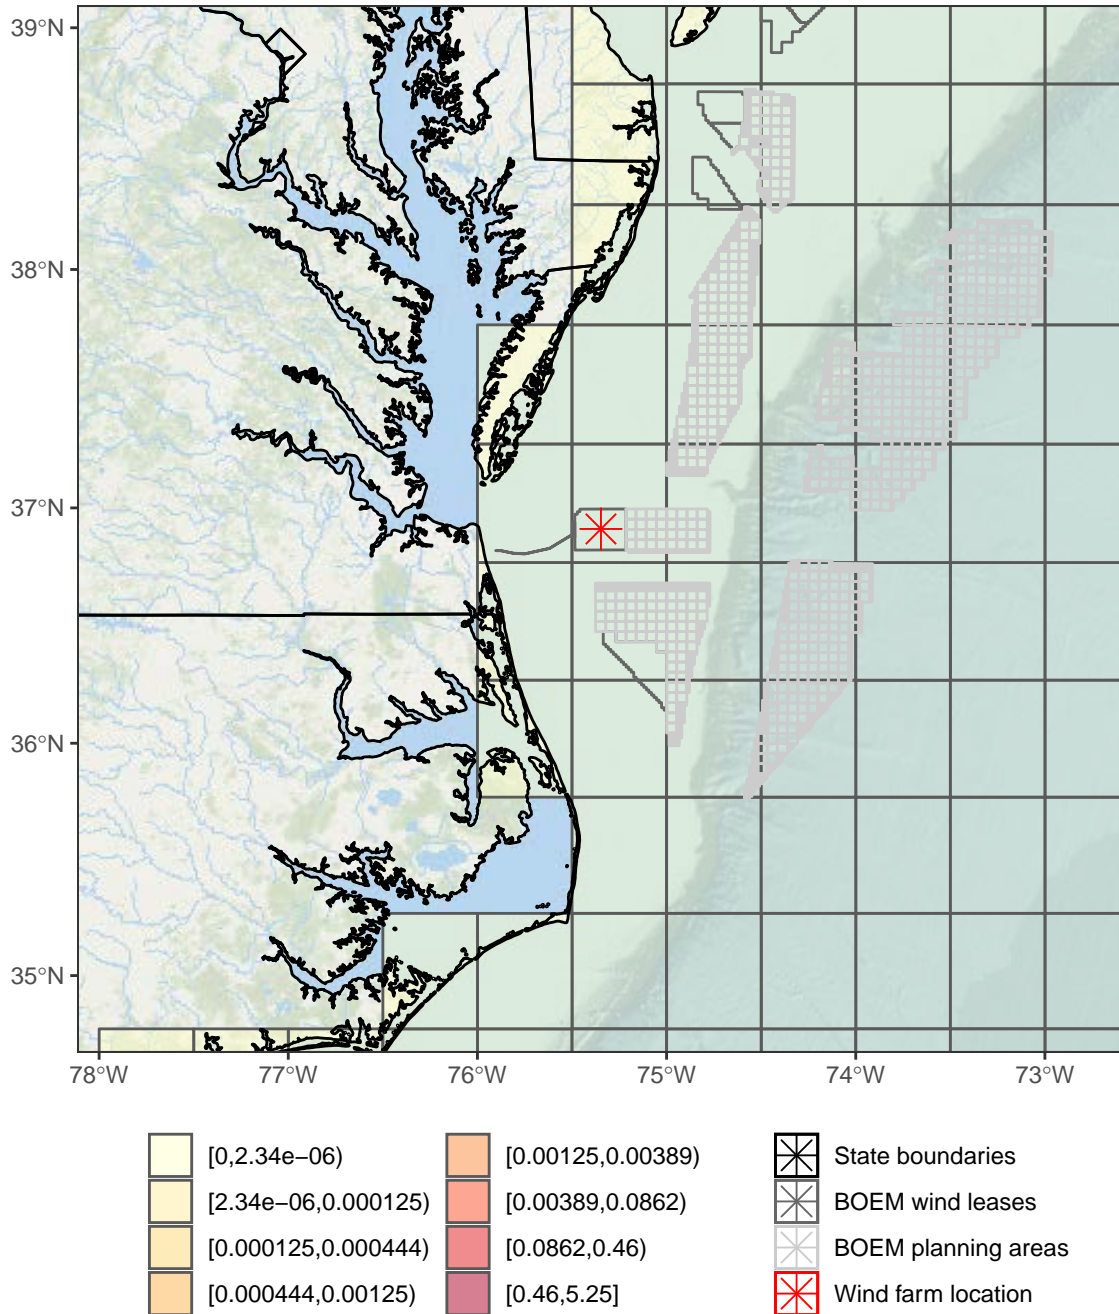 39°N
38°N
37°N
36°N
35°N
78°W 77°W 76°W 75°W 74°W 73°W
[0,2.34e−06) [0.00125,0.00389) State boundaries
[2.34e−06,0.000125) [0.00389,0.0862) BOEM wind leases
[0.000125,0.000444) [0.0862,0.46) BOEM planning areas
[0.000444,0.00125) [0.46,5.25] Wind farm location